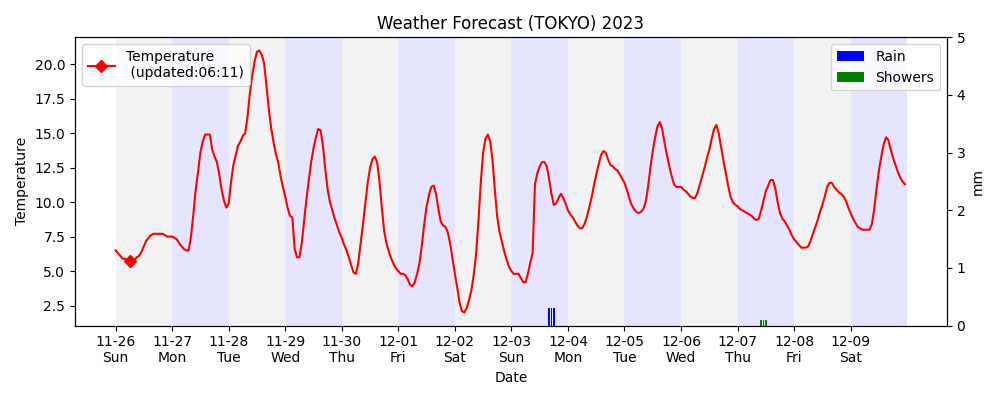 Weather Forecast (TOKYO) 2023
Temperature
(updated:06:11)
Rain
Showers
20.0
17.5
15.0
12.5
10.0
7.5
5.0
2.5
Temperature
5
4
3
2
1
0
mm
11-26 11-27 11-28 11-29 11-30 12-01 12-02 12-03 12-04 12-05 12-06 12-07 12-08 12-09
Sun Mon Tue Wed Thu Fri Sat Sun Mon Tue Wed Thu Fri Sat
Date